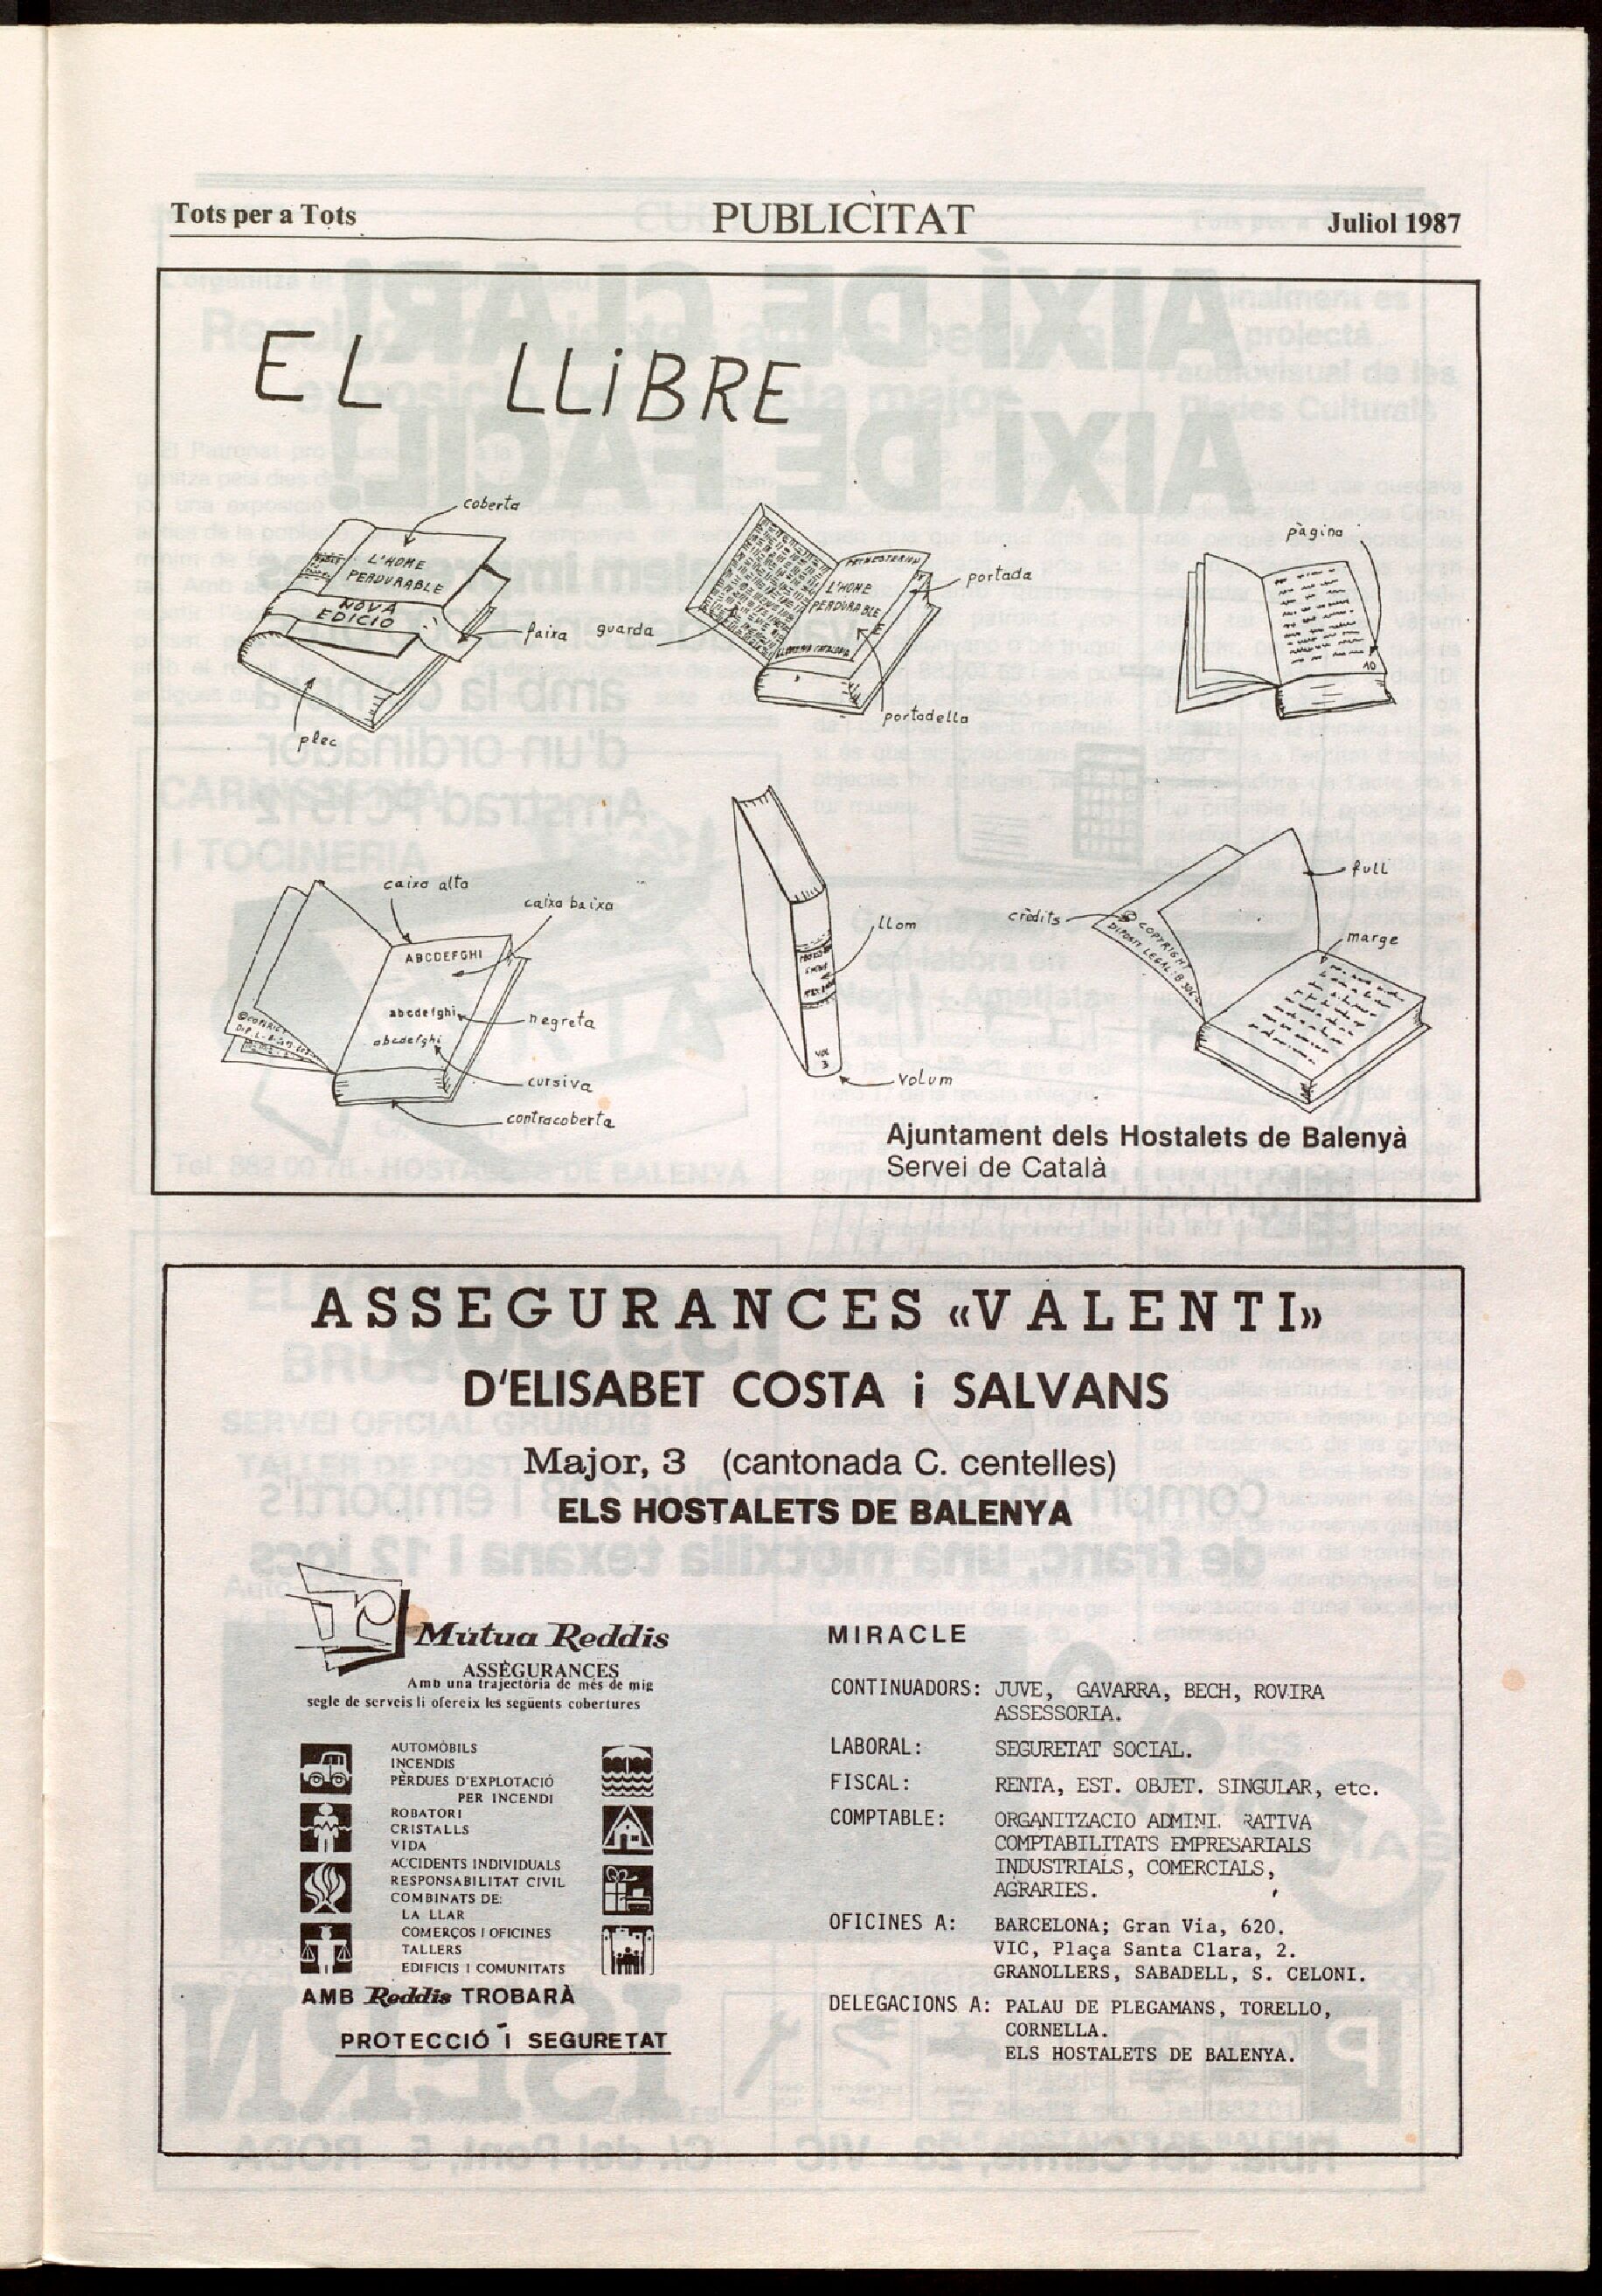 Tots per a Tots
PUBLICITAT
Juliol 1987
EL LLiBRE
coberta
L'HOME
PERDURABLE
NOVA
EDICIO
faixa
plec
guarda
L'HOME
PERDURABLE
portada
portadella
pàgina
10
caixa alta
caixa baixa
ABCDEFGHI
abcdefghi
abcdefghi
negreta
cursiva
contracoberta
llom
VOL
3
volum
crèdits
© COPYRIGHT
DIPOSIT LEGAL: B 306
full
marge
Ajuntament dels Hostalets de Balenyà
Servei de Català
ASSEGURANCES «VALENTI»
D'ELISABET COSTA i SALVANS
Major, 3 (cantonada C. centelles)
ELS HOSTALETS DE BALENYA
Mútua Reddis
ASSEGURANCES
Amb una trajectòria de més de mig
segle de serveis li ofereix les següents cobertures
AUTOMÒBILS
INCENDIS
PÈRDUES D'EXPLOTACIÓ
PER INCENDI
ROBATORI
CRISTALLS
VIDA
ACCIDENTS INDIVIDUALS
RESPONSABILITAT CIVIL
COMBINATS DE:
LA LLAR
COMERÇOS I OFICINES
TALLERS
EDIFICIS I COMUNITATS
AMB Reddis TROBARÀ
PROTECCIÓ I SEGURETAT
MIRACLE
CONTINUADORS: JUVE, GAVARRA, BECH, ROVIRA
ASSESSORIA.
LABORAL: SEGURETAT SOCIAL.
FISCAL: RENTA, EST. OBJET. SINGULAR, etc.
COMPTABLE: ORGANITZACIO ADMINI. RATIVA
COMPTABILITATS EMPRESARIALS
INDUSTRIALS, COMERCIALS,
AGRARIES.
OFICINES A: BARCELONA; Gran Via, 620.
VIC, Plaça Santa Clara, 2.
GRANOLLERS, SABADELL, S. CELONI.
DELEGACIONS A: PALAU DE PLEGAMANS, TORELLO,
CORNELLA.
ELS HOSTALETS DE BALENYA.